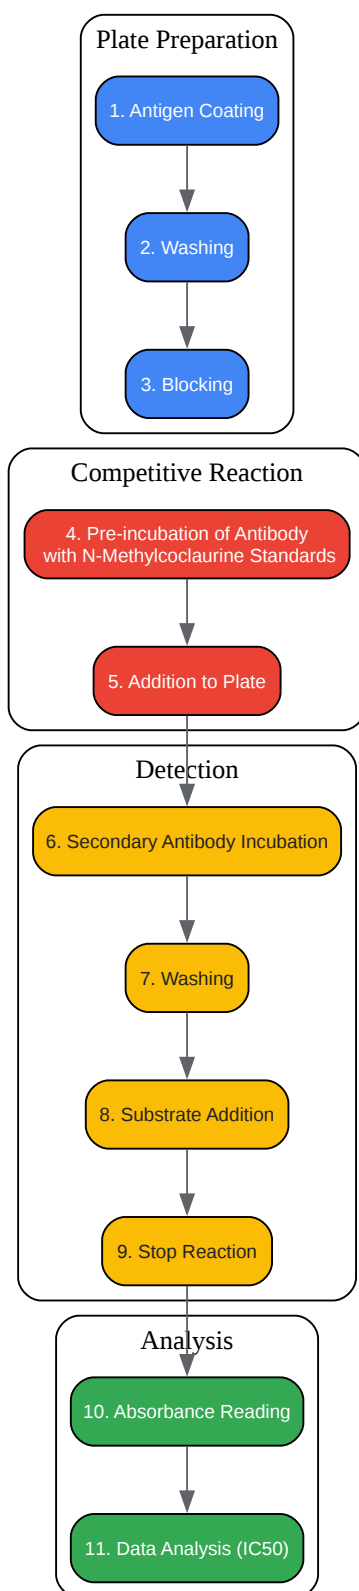 Plate Preparation
1. Antigen Coating
2. Washing
3. Blocking
Competitive Reaction
4. Pre-incubation of Antibody
with N-Methylcoclaurine Standards
5. Addition to Plate
Detection
6. Secondary Antibody Incubation
7. Washing
8. Substrate Addition
9. Stop Reaction
Analysis
10. Absorbance Reading
11. Data Analysis (IC50)